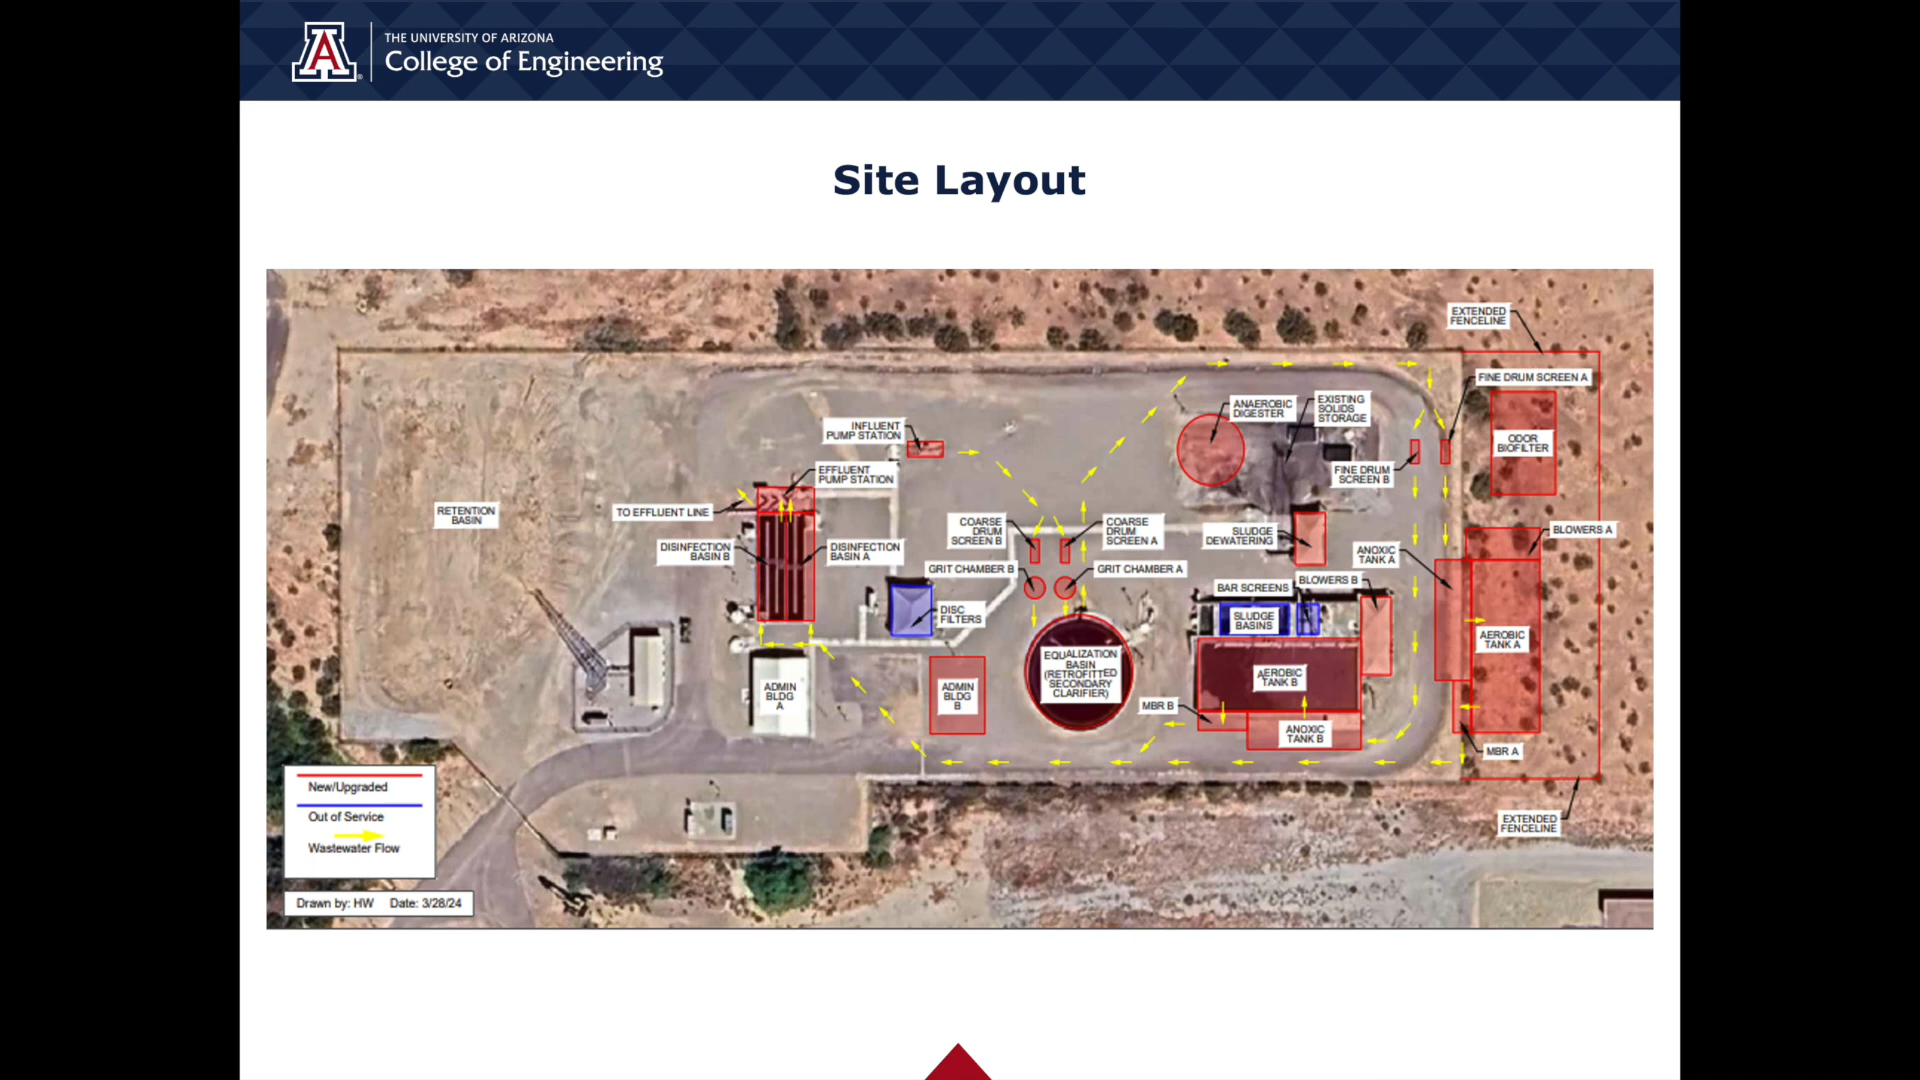 THE UNIVERSITY OF ARIZONA
College of Engineering
Site Layout
EXTENDED
FENCELINE
FINE DRUM SCREEN A
ANAEROBIC
DIGESTER
EXISTING
SOLIDS
STORAGE
INFLUENT
PUMP STATION
ODOR
BIOFILTER
EFFLUENT
PUMP STATION
FINE DRUM
SCREEN B
RETENTION
BASIN
TO EFFLUENT LINE
COARSE
DRUM
SCREEN B
COARSE
DRUM
SCREEN A
SLUDGE
DEWATERING
BLOWERS A
DISINFECTION
BASIN B
DISINFECTION
BASIN A
ANOXIC
TANK A
GRIT CHAMBER B
GRIT CHAMBER A
BAR SCREENS
BLOWERS B
DISC
FILTERS
SLUDGE
BASINS
AEROBIC
TANK A
EQUALIZATION
BASIN
(RETROFITTED
SECONDARY
CLARIFIER)
ADMIN
BLDG
A
ADMIN
BLDG
B
AEROBIC
TANK B
MBR B
ANOXIC
TANK B
MBR A
New/Upgraded
Out of Service
Wastewater Flow
EXTENDED
FENCELINE
Drawn by: HW Date: 3/28/24